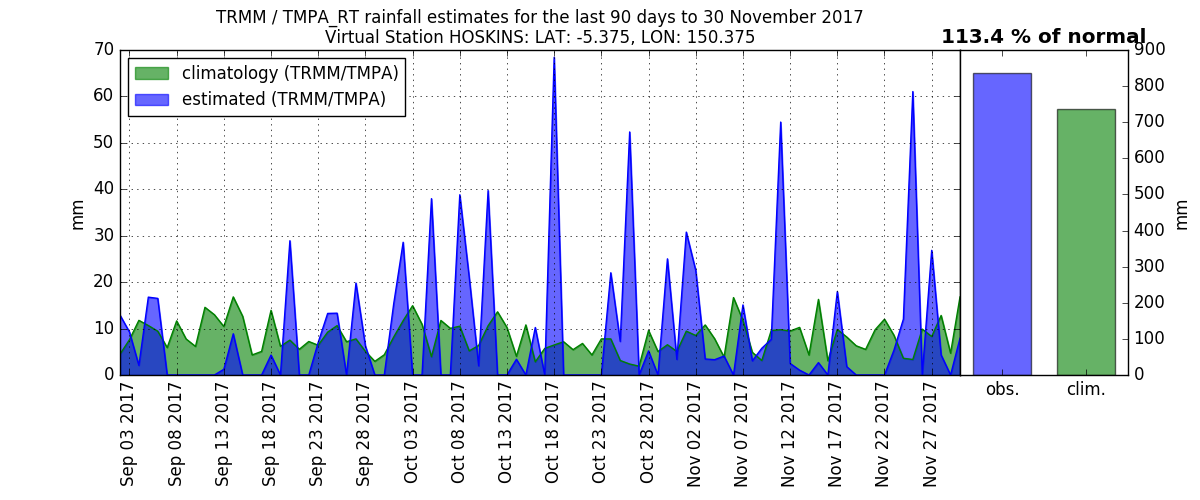 TRMM / TMPA_RT rainfall estimates for the last 90 days to 30 November 2017
Virtual Station HOSKINS: LAT: -5.375, LON: 150.375
113.4 % of normal
climatology (TRMM/TMPA)
estimated (TRMM/TMPA)
mm
70
60
50
40
30
20
10
0
Sep 03 2017
Sep 08 2017
Sep 13 2017
Sep 18 2017
Sep 23 2017
Sep 28 2017
Oct 03 2017
Oct 08 2017
Oct 13 2017
Oct 18 2017
Oct 23 2017
Oct 28 2017
Nov 02 2017
Nov 07 2017
Nov 12 2017
Nov 17 2017
Nov 22 2017
Nov 27 2017
900
800
700
600
500
400
300
200
100
0
mm
obs.
clim.